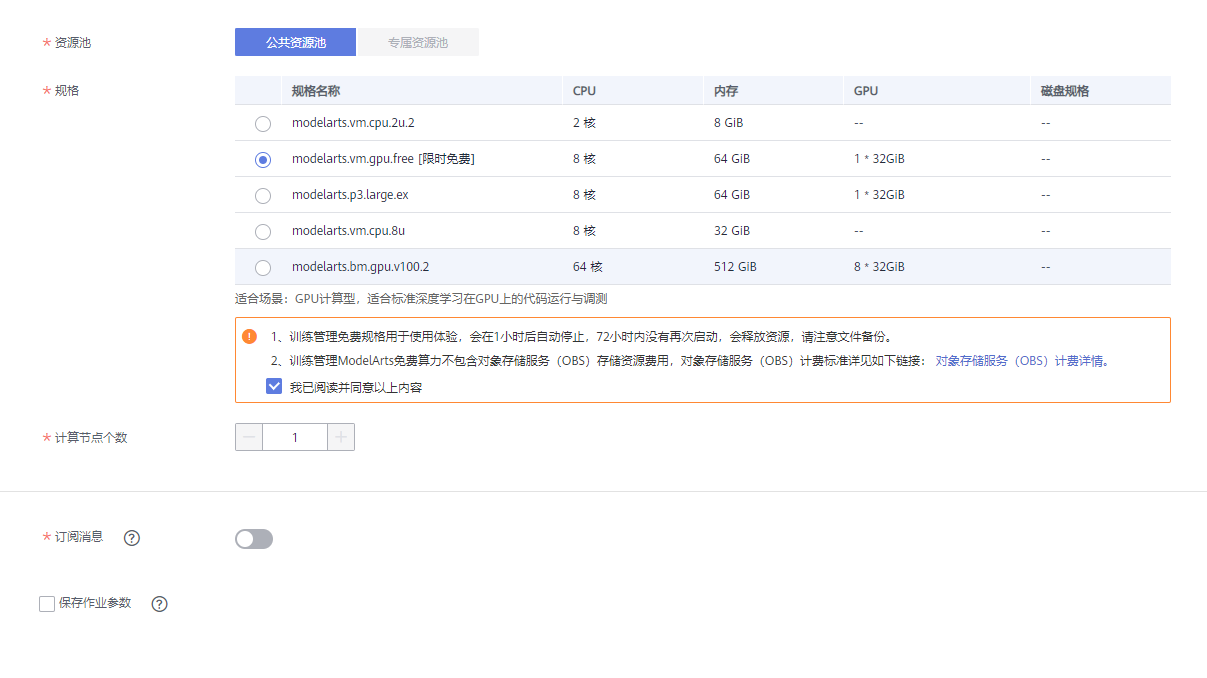 * 资源池 公共资源池 专属资源池
* 规格 规格名称 CPU 内存 GPU 磁盘规格
modelarts.vm.cpu.2u.2 2 核 8 GiB -- --
modelarts.vm.gpu.free [限时免费] 8 核 64 GiB 1 * 32GiB --
modelarts.p3.large.ex 8 核 64 GiB 1 * 32GiB --
modelarts.vm.cpu.8u 8 核 32 GiB -- --
modelarts.bm.gpu.v100.2 64 核 512 GiB 8 * 32GiB --
适合场景：GPU计算型，适合标准深度学习在GPU上的代码运行与调测
1、训练管理免费规格用于使用体验，会在1小时后自动停止，72小时内没有再次启动，会释放资源，请注意文件备份。
2、训练管理ModelArts免费算力不包含对象存储服务（OBS）存储资源费用，对象存储服务（OBS）计费标准详见如下链接： 对象存储服务（OBS）计费详情。
我已阅读并同意以上内容
* 计算节点个数 1
* 订阅消息 ?
保存作业参数 ?